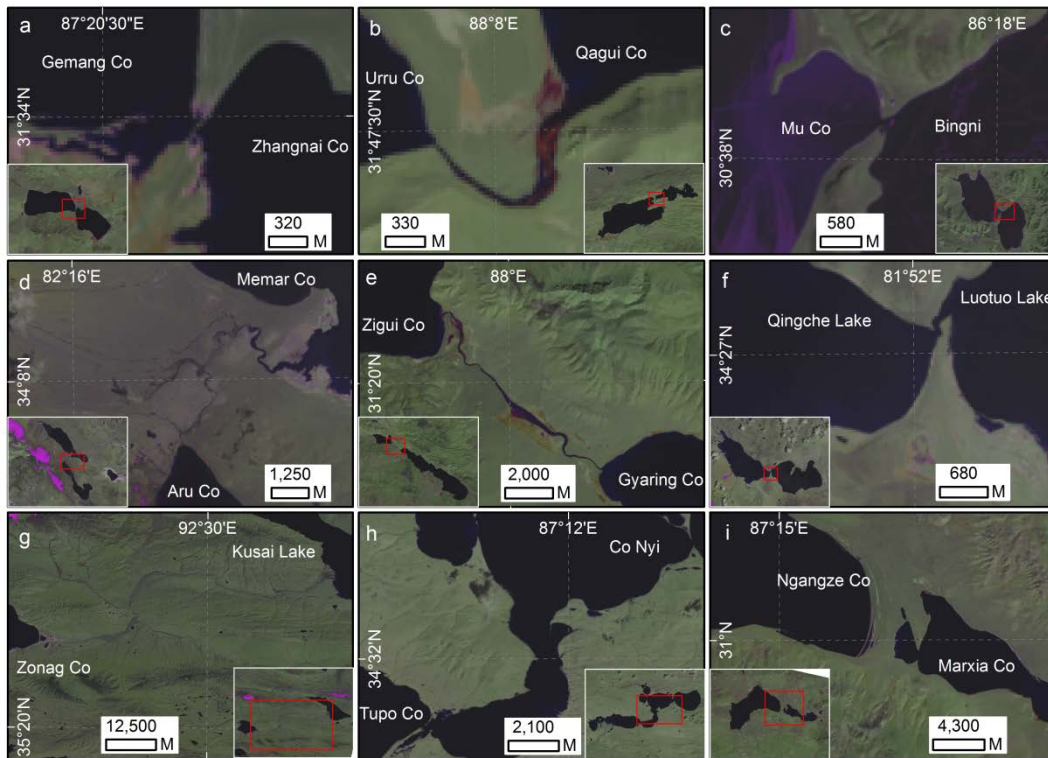 a
87°20'30"E
Gemang Co
31°34'N
Zhangnai Co
320
M
b
88°8'E
Qagui Co
Urru Co
31°47'30"N
330
M
c
86°18'E
Mu Co
Bingni
30°38'N
580
M
d
82°16'E
Memar Co
34°8'N
Aru Co
1,250
M
e
88°E
Zigui Co
31°20'N
Gyaring Co
2,000
M
f
81°52'E
Luotuo Lake
Qingche Lake
34°27'N
680
M
g
92°30'E
Kusai Lake
Zonag Co
35°20'N
12,500
M
h
87°12'E
Co Nyi
34°32'N
Tupo Co
2,100
M
i
87°15'E
Ngangze Co
31°N
Marxia Co
4,300
M